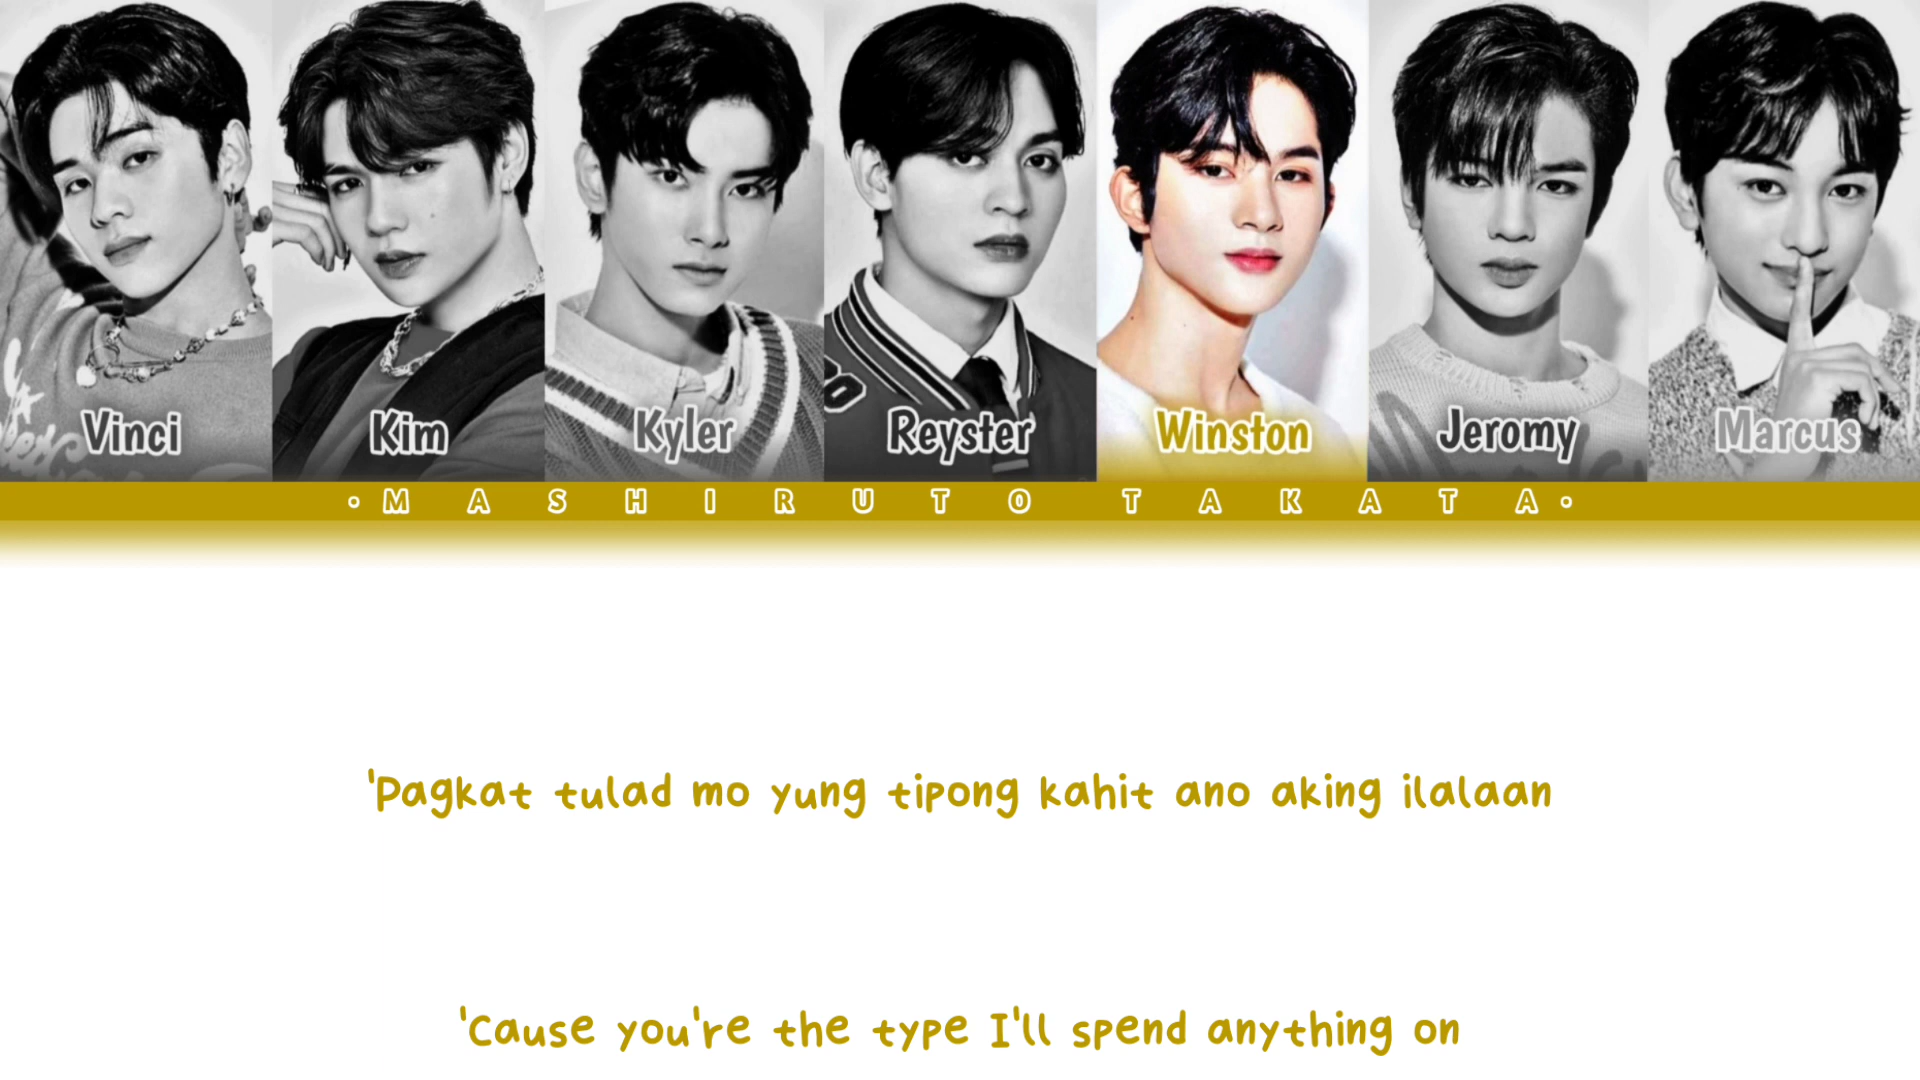 Vinci Kim Kyler Reyster Winston Jeromy Marcus
•MASHIRUTO TAKATA•
'Pagkat tulad mo yung tipong kahit ano aking ilalaan
'Cause you're the type I'll spend anything on